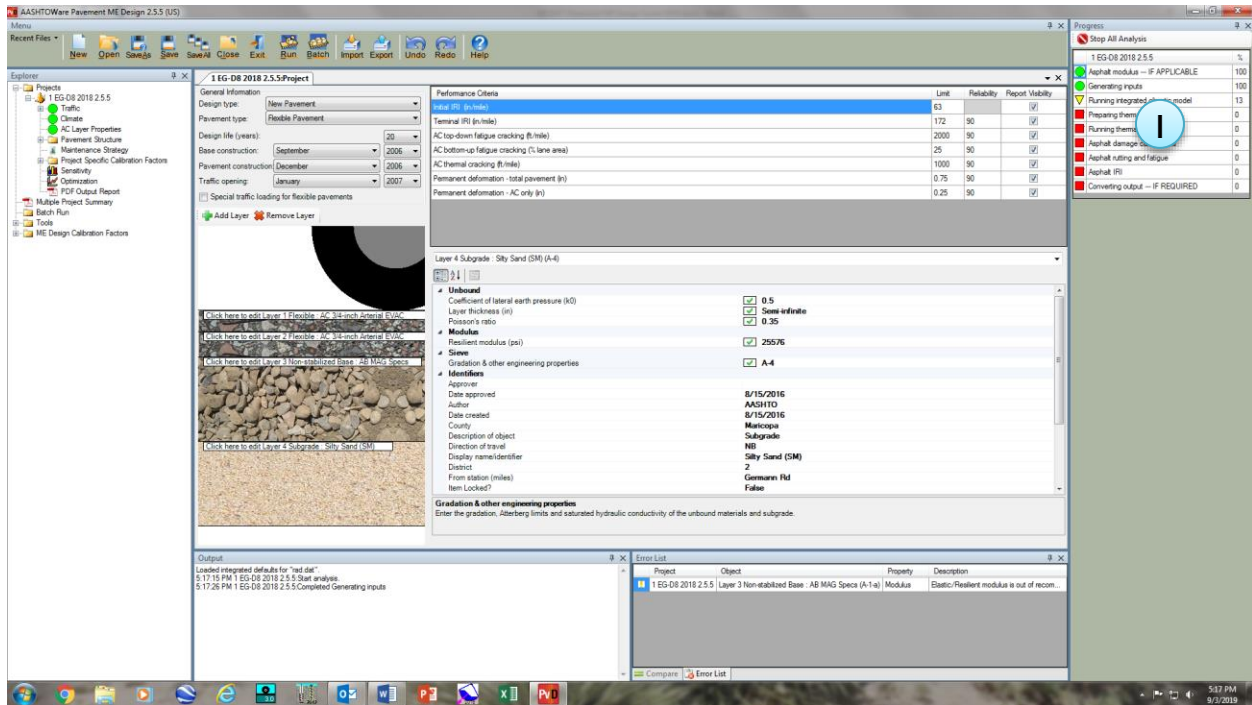 AASHTOWare Pavement ME Design 2.5.5 (US)
Menu
Recent Files
New Open SaveAs Save SaveAll Close Exit Run Batch Import Export Undo Redo Help
Explorer
Projects
1 EG-D8 2018 2.5.5
Traffic
Climate
AC Layer Properties
Pavement Structure
Maintenance Strategy
Project Specific Calibration Factors
Sensitivity
Optimization
PDF Output Report
Multiple Project Summary
Batch Run
Tools
ME Design Calibration Factors
1 EG-D8 2018 2.5.5:Project
General Information
Design type: New Pavement
Pavement type: Flexible Pavement
Design life (years): 20
Base construction: September 2006
Pavement construction: December 2006
Traffic opening: January 2007
Special traffic loading for flexible pavements
Add Layer Remove Layer
Click here to edit Layer 1 Flexible : AC 3/4-inch Arterial EVAC
Click here to edit Layer 2 Flexible : AC 3/4-inch Arterial EVAC
Click here to edit Layer 3 Non-stabilized Base : AB MAG Specs
Click here to edit Layer 4 Subgrade : Silty Sand (SM)
Performance Criteria Limit Reliability Report Visibility
Initial IRI (in/mile) 63
Terminal IRI (in/mile) 172 90
AC top-down fatigue cracking (ft/mile) 2000 90
AC bottom-up fatigue cracking (% lane area) 25 90
AC thermal cracking (ft/mile) 1000 90
Permanent deformation - total pavement (in) 0.75 90
Permanent deformation - AC only (in) 0.25 90
Layer 4 Subgrade : Silty Sand (SM) (A-4)
Unbound
Coefficient of lateral earth pressure (k0) 0.5
Layer thickness (in) Semi-infinite
Poisson's ratio 0.35
Modulus
Resilient modulus (psi) 25576
Sieve
Gradation & other engineering properties A-4
Identifiers
Approver
Date approved 8/15/2016
Author AASHTO
Date created 8/15/2016
County Maricopa
Description of object Subgrade
Direction of travel NB
Display name/identifier Silty Sand (SM)
District 2
From station (miles) Germann Rd
Item Locked? False
Gradation & other engineering properties
Enter the gradation, Atterberg limits and saturated hydraulic conductivity of the unbound materials and subgrade.
Output
Loaded integrated defaults for "rad.dat".
5:17:15 PM 1 EG-D8 2018 2.5.5:Start analysis.
5:17:26 PM 1 EG-D8 2018 2.5.5:Completed Generating inputs
Error List
Project Object Property Description
1 EG-D8 2018 2.5.5 Layer 3 Non-stabilized Base : AB MAG Specs (A-1-a) Modulus Elastic/Resilient modulus is out of recom...
Compare Error List
Progress
Stop All Analysis
1 EG-D8 2018 2.5.5 %
Asphalt modulus -- IF APPLICABLE 100
Generating inputs 100
Running integrated model 13
Preparing 0
Running 0
Asphalt damage 0
Asphalt rutting and fatigue 0
Asphalt IRI 0
Converting output -- IF REQUIRED 0
I
5:17 PM
9/3/2019